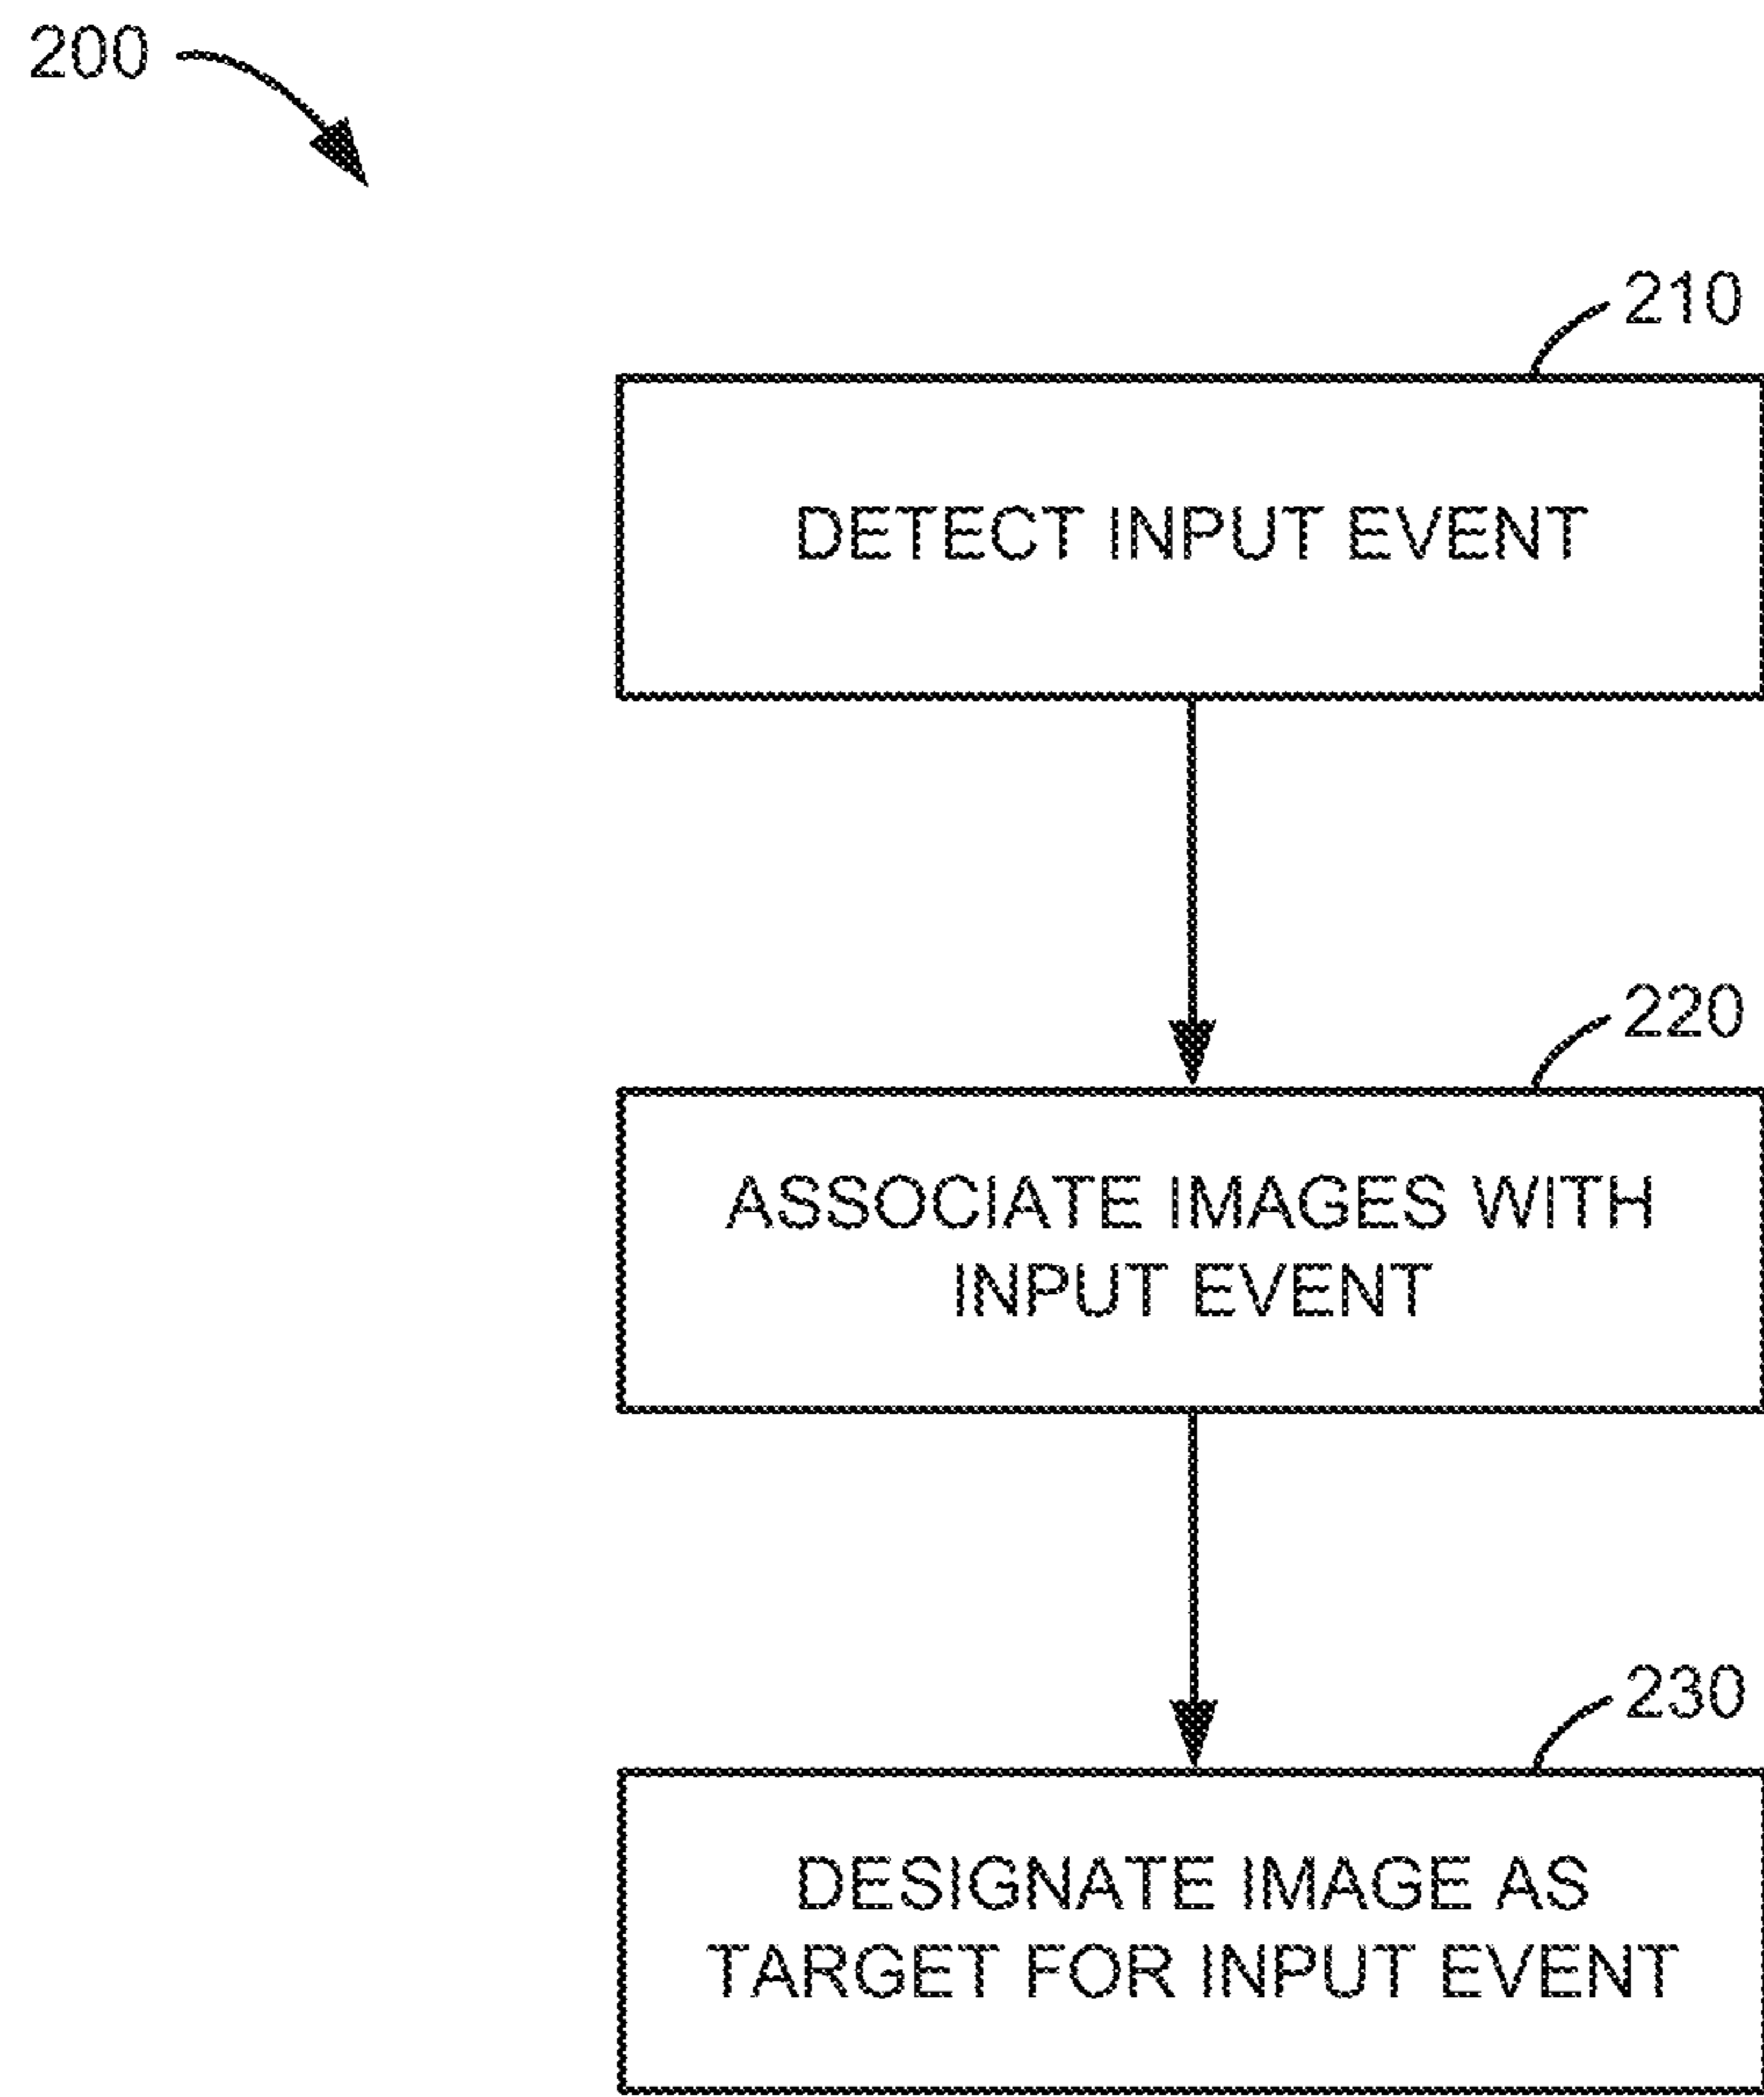 200
210
DETECT INPUT EVENT
220
ASSOCIATE IMAGES WITH
INPUT EVENT
230
DESIGNATE IMAGE AS
TARGET FOR INPUT EVENT